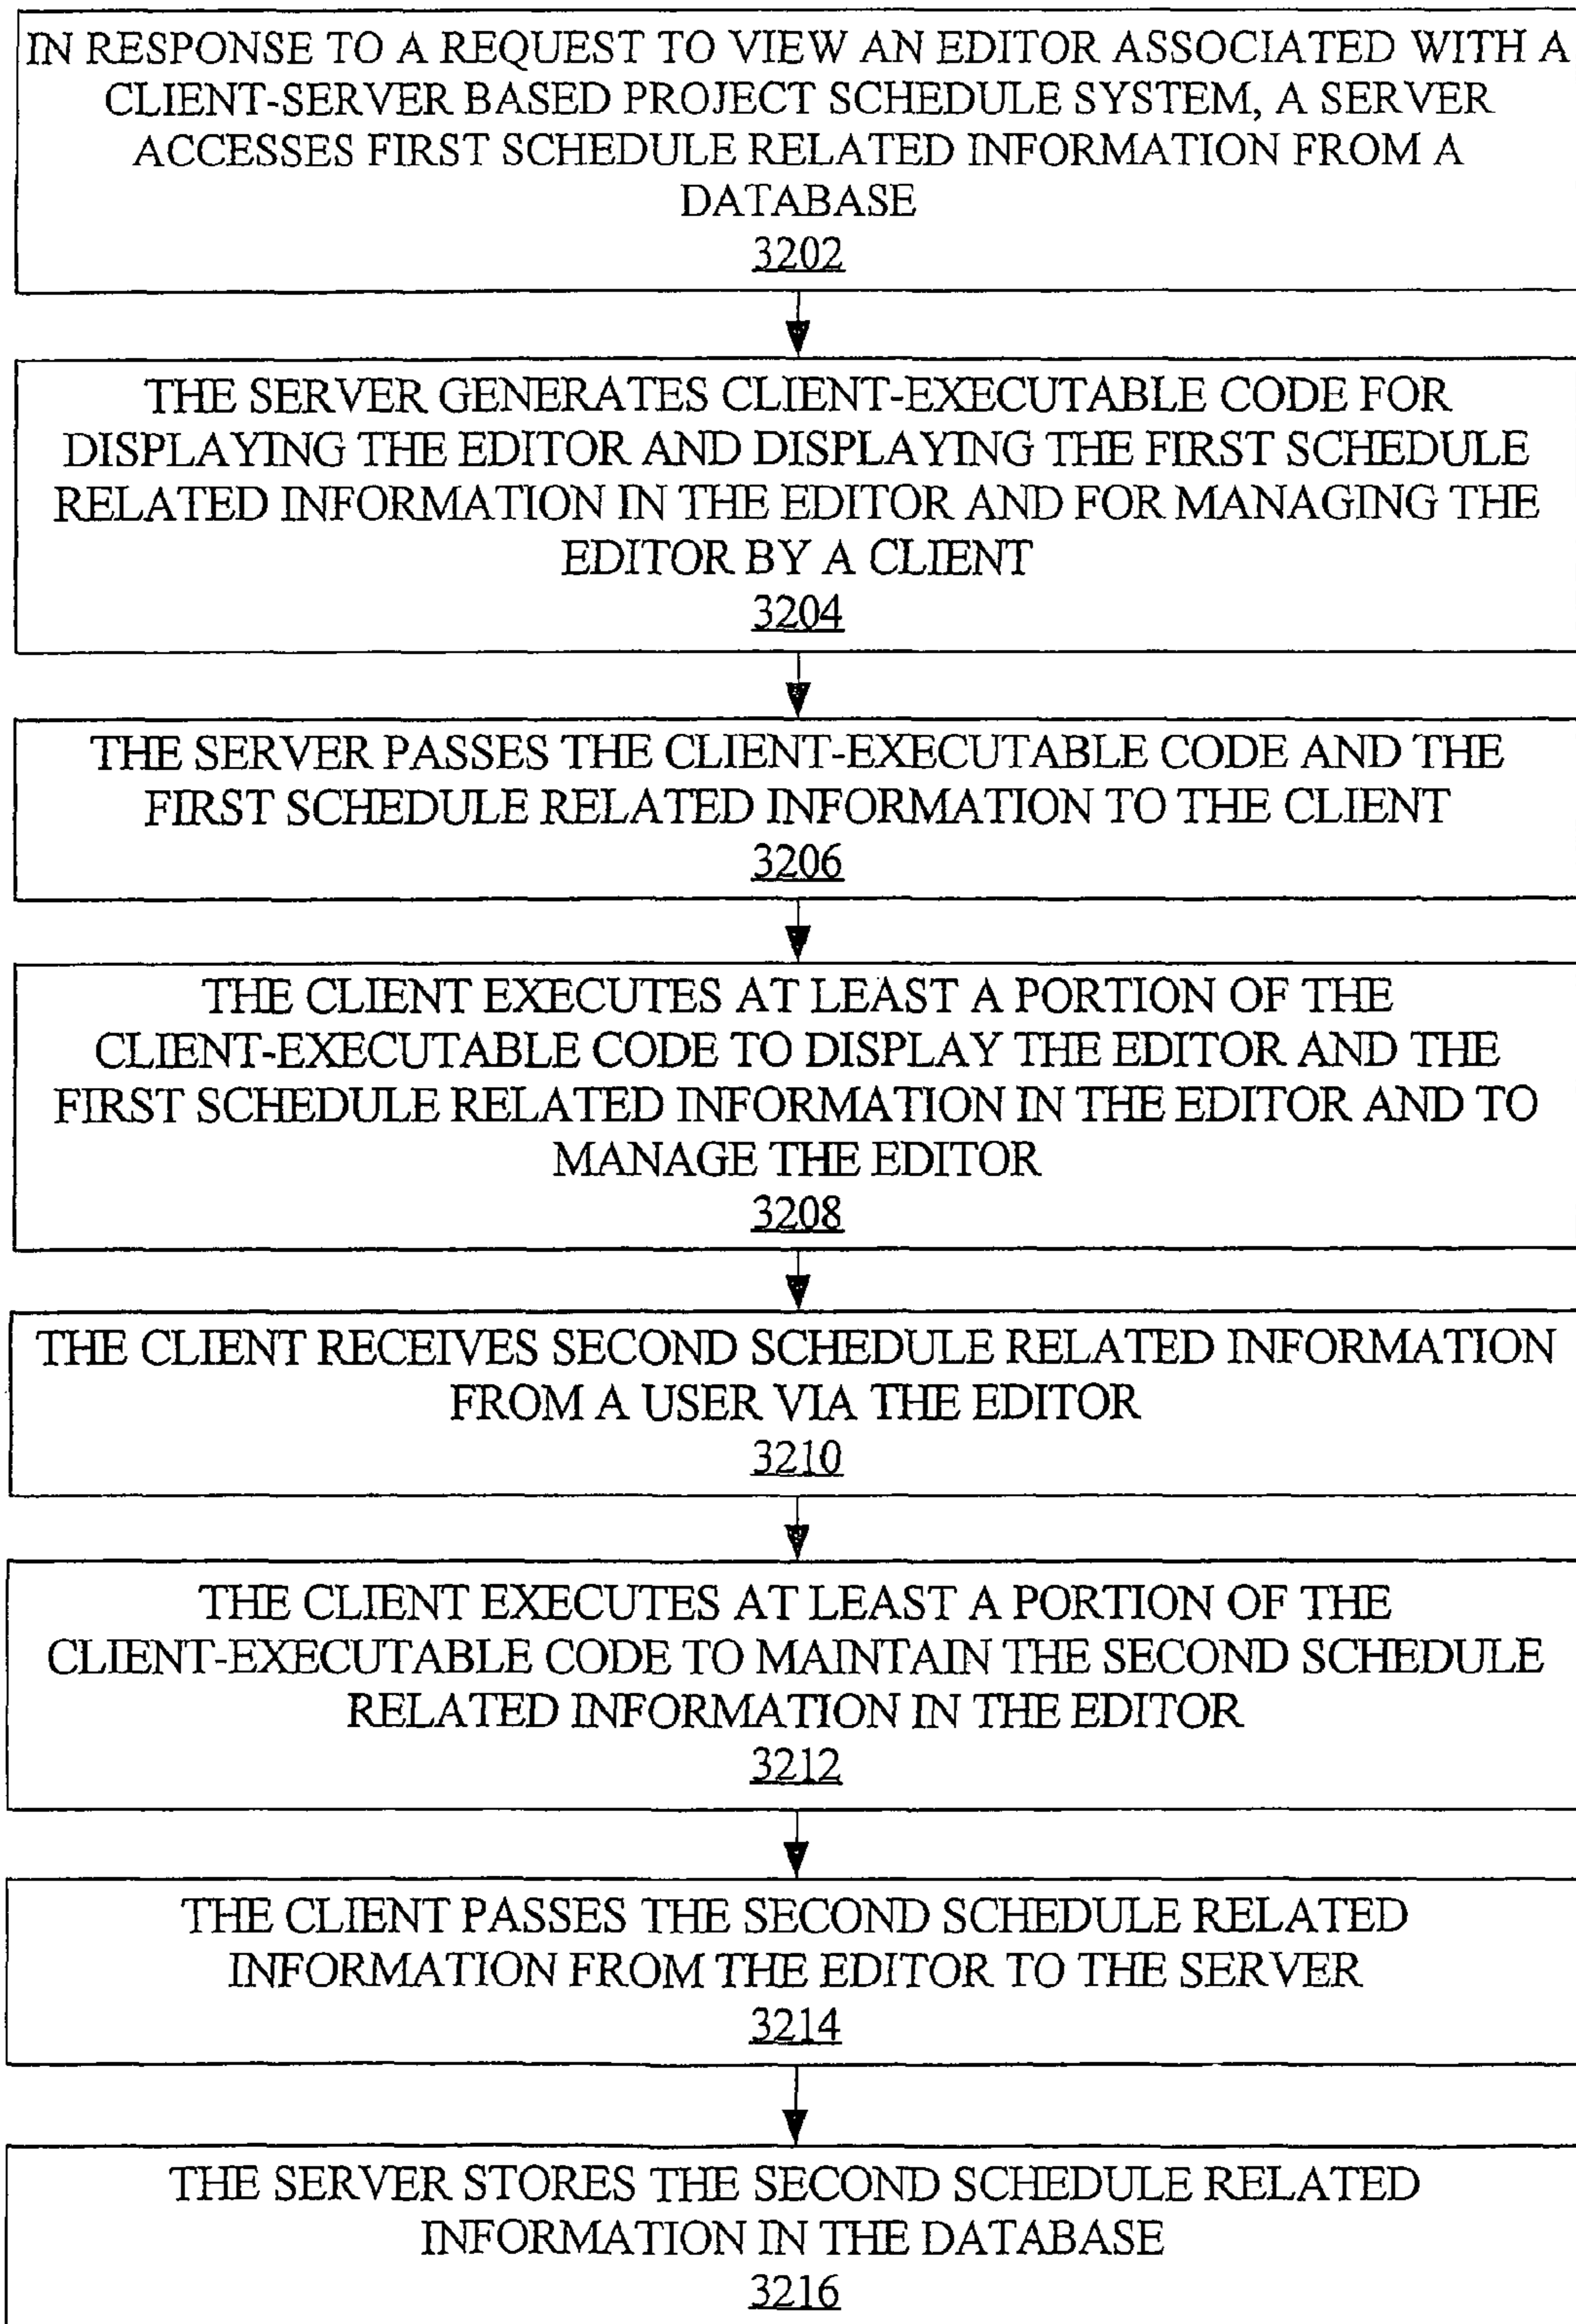 IN RESPONSE TO A REQUEST TO VIEW AN EDITOR ASSOCIATED WITH A
CLIENT-SERVER BASED PROJECT SCHEDULE SYSTEM, A SERVER
ACCESSES FIRST SCHEDULE RELATED INFORMATION FROM A
DATABASE
3202
THE SERVER GENERATES CLIENT-EXECUTABLE CODE FOR
DISPLAYING THE EDITOR AND DISPLAYING THE FIRST SCHEDULE
RELATED INFORMATION IN THE EDITOR AND FOR MANAGING THE
EDITOR BY A CLIENT
3204
THE SERVER PASSES THE CLIENT-EXECUTABLE CODE AND THE
FIRST SCHEDULE RELATED INFORMATION TO THE CLIENT
3206
THE CLIENT EXECUTES AT LEAST A PORTION OF THE
CLIENT-EXECUTABLE CODE TO DISPLAY THE EDITOR AND THE
FIRST SCHEDULE RELATED INFORMATION IN THE EDITOR AND TO
MANAGE THE EDITOR
3208
THE CLIENT RECEIVES SECOND SCHEDULE RELATED INFORMATION
FROM A USER VIA THE EDITOR
3210
THE CLIENT EXECUTES AT LEAST A PORTION OF THE
CLIENT-EXECUTABLE CODE TO MAINTAIN THE SECOND SCHEDULE
RELATED INFORMATION IN THE EDITOR
3212
THE CLIENT PASSES THE SECOND SCHEDULE RELATED
INFORMATION FROM THE EDITOR TO THE SERVER
3214
THE SERVER STORES THE SECOND SCHEDULE RELATED
INFORMATION IN THE DATABASE
3216